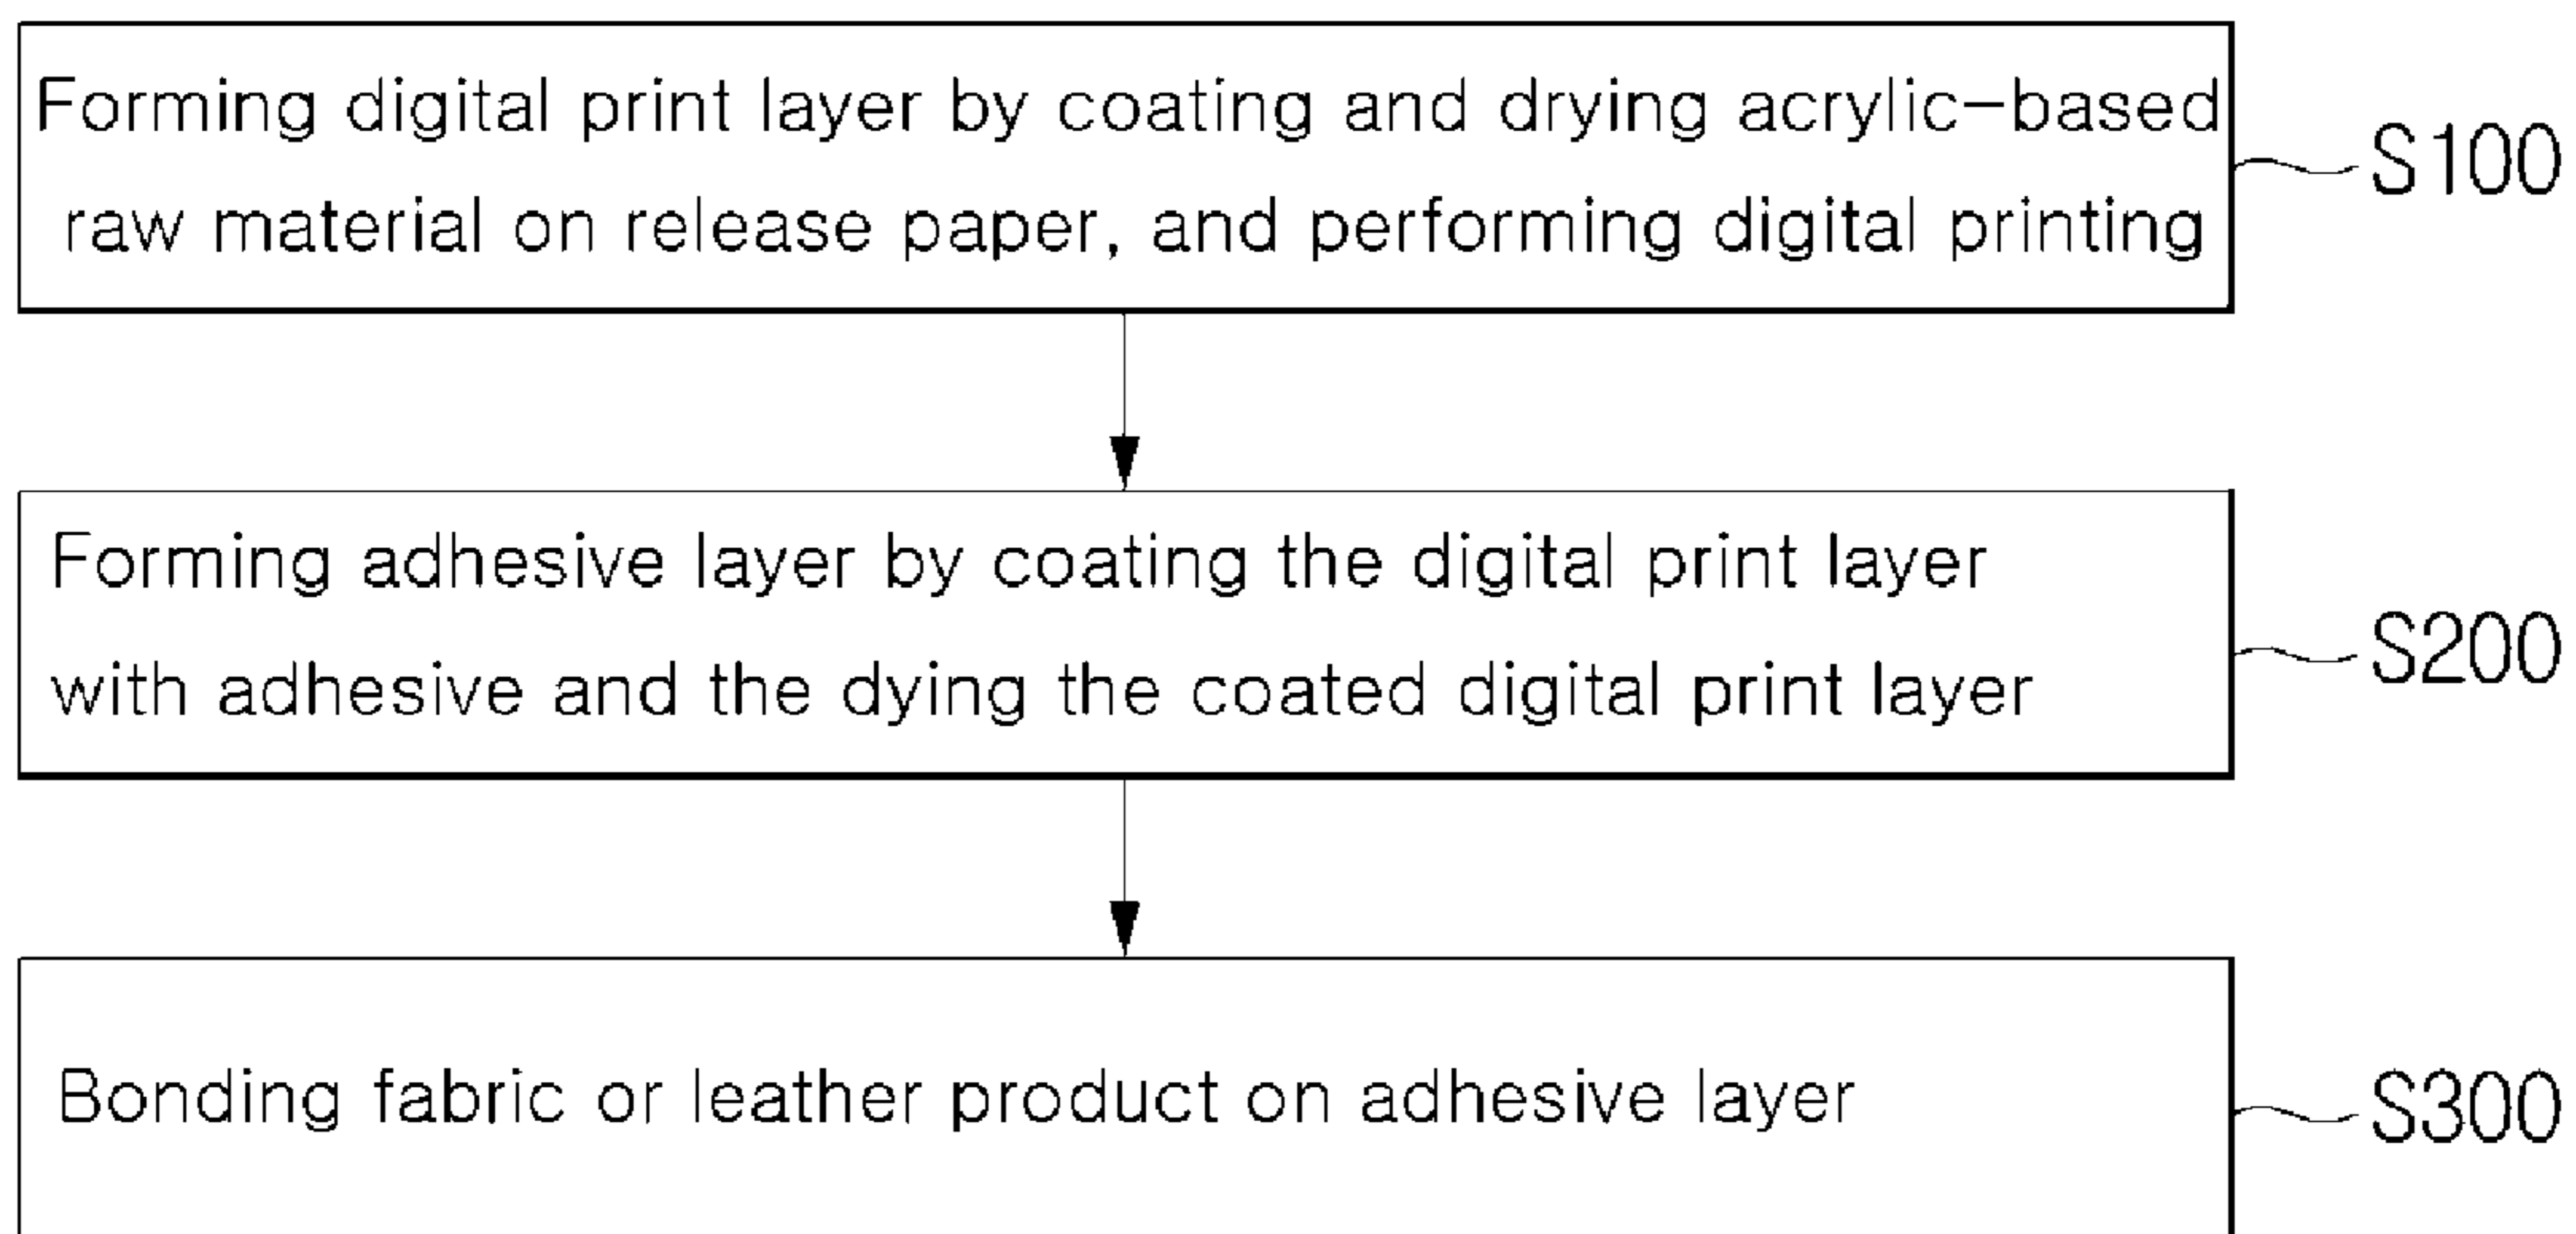 Forming digital print layer by coating and drying acrylic-based
raw material on release paper, and performing digital printing
S100
Forming adhesive layer by coating the digital print layer
with adhesive and the dying the coated digital print layer
S200
Bonding fabric or leather product on adhesive layer
S300